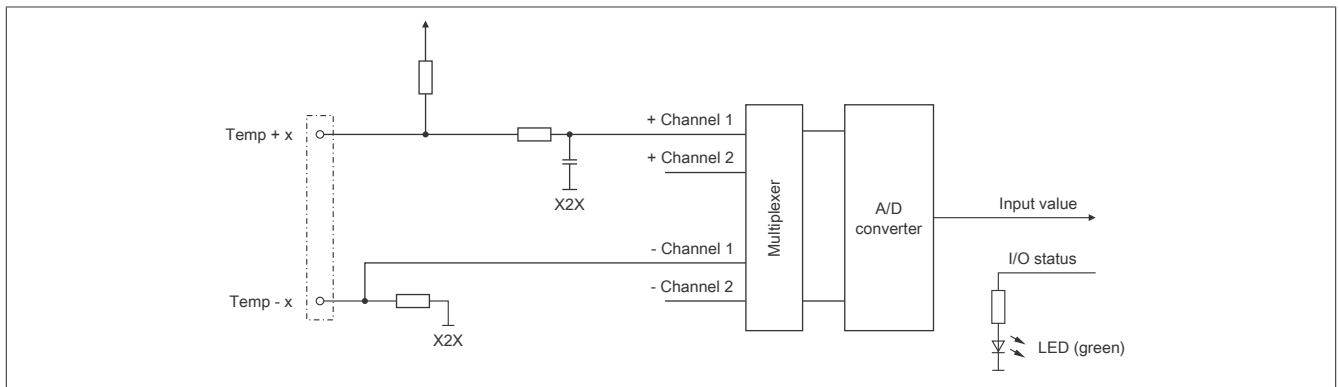 Temp + x
+ Channel 1
+ Channel 2
X2X
Multiplexer
A/D
converter
Input value
- Channel 1
I/O status
Temp - x
- Channel 2
X2X
LED (green)